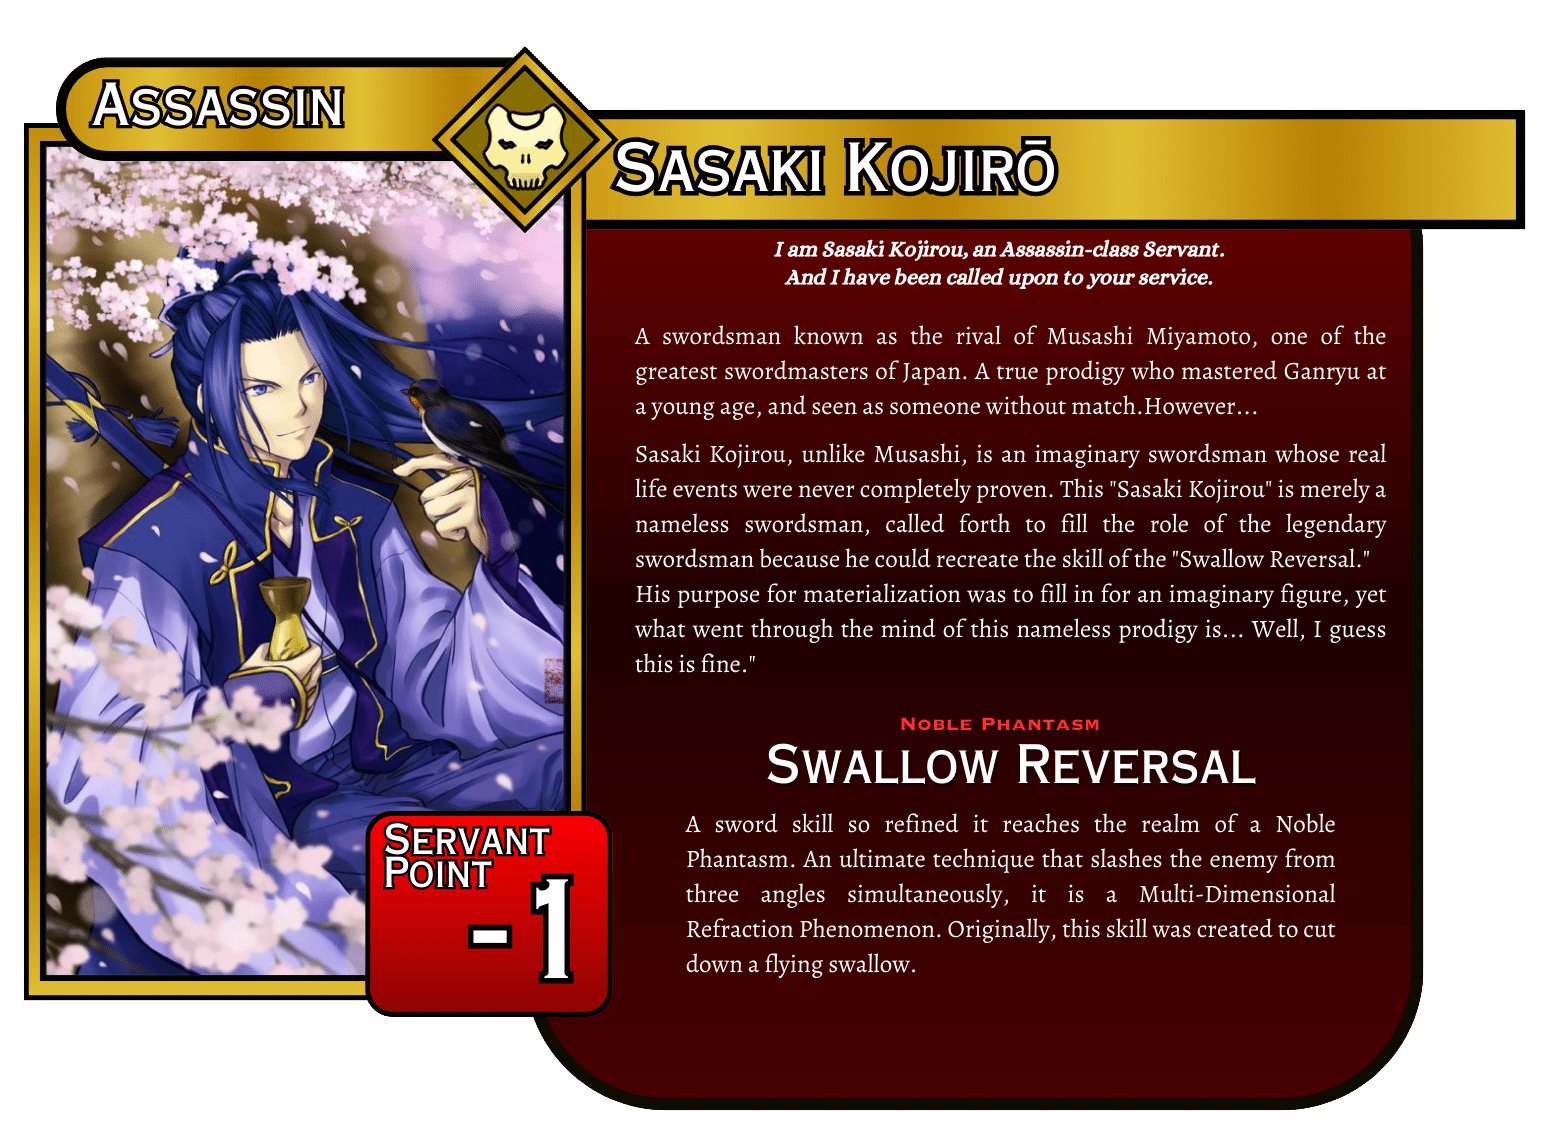 Assassin
Sasaki Kojirō
I am Sasaki Kojirou, an Assassin-class Servant.
And I have been called upon to your service.
A swordsman known as the rival of Musashi Miyamoto, one of the
greatest swordmasters of Japan. A true prodigy who mastered Ganryu at
a young age, and seen as someone without match.However...
Sasaki Kojirou, unlike Musashi, is an imaginary swordsman whose real
life events were never completely proven. This "Sasaki Kojirou" is merely a
nameless swordsman, called forth to fill the role of the legendary
swordsman because he could recreate the skill of the "Swallow Reversal."
His purpose for materialization was to fill in for an imaginary figure, yet
what went through the mind of this nameless prodigy is... Well, I guess
this is fine."
Noble Phantasm
Swallow Reversal
A sword skill so refined it reaches the realm of a Noble
Phantasm. An ultimate technique that slashes the enemy from
three angles simultaneously, it is a Multi-Dimensional
Refraction Phenomenon. Originally, this skill was created to cut
down a flying swallow.
Servant
Point
-1